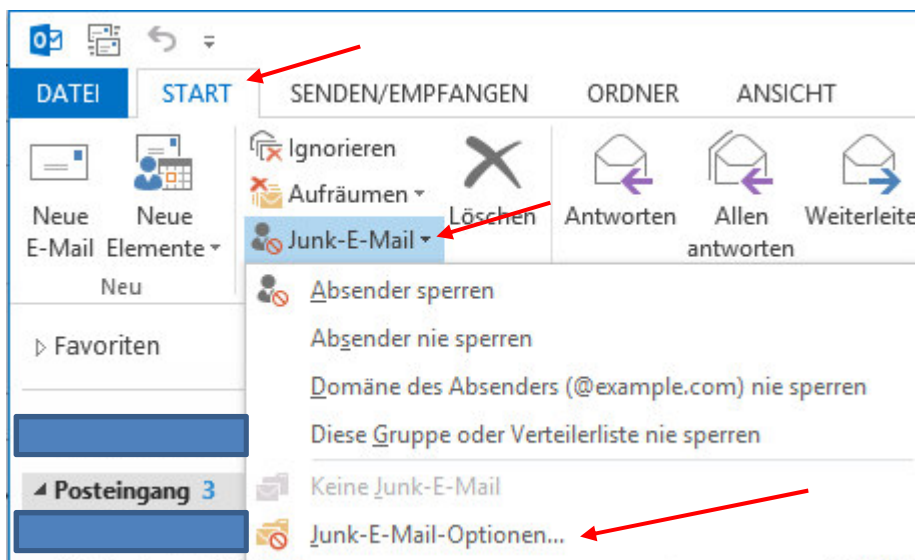 DATEI START SENDEN/EMPFANGEN ORDNER ANSICHT
Ignorieren
Aufräumen
Junk-E-Mail
Neue E-Mail
Neue Elemente
Löschen
Antworten
Allen antworten
Weiterleite
Neu
Absender sperren
Absender nie sperren
Domäne des Absenders (@example.com) nie sperren
Diese Gruppe oder Verteilerliste nie sperren
Keine Junk-E-Mail
Junk-E-Mail-Optionen...
Favoriten
Posteingang 3